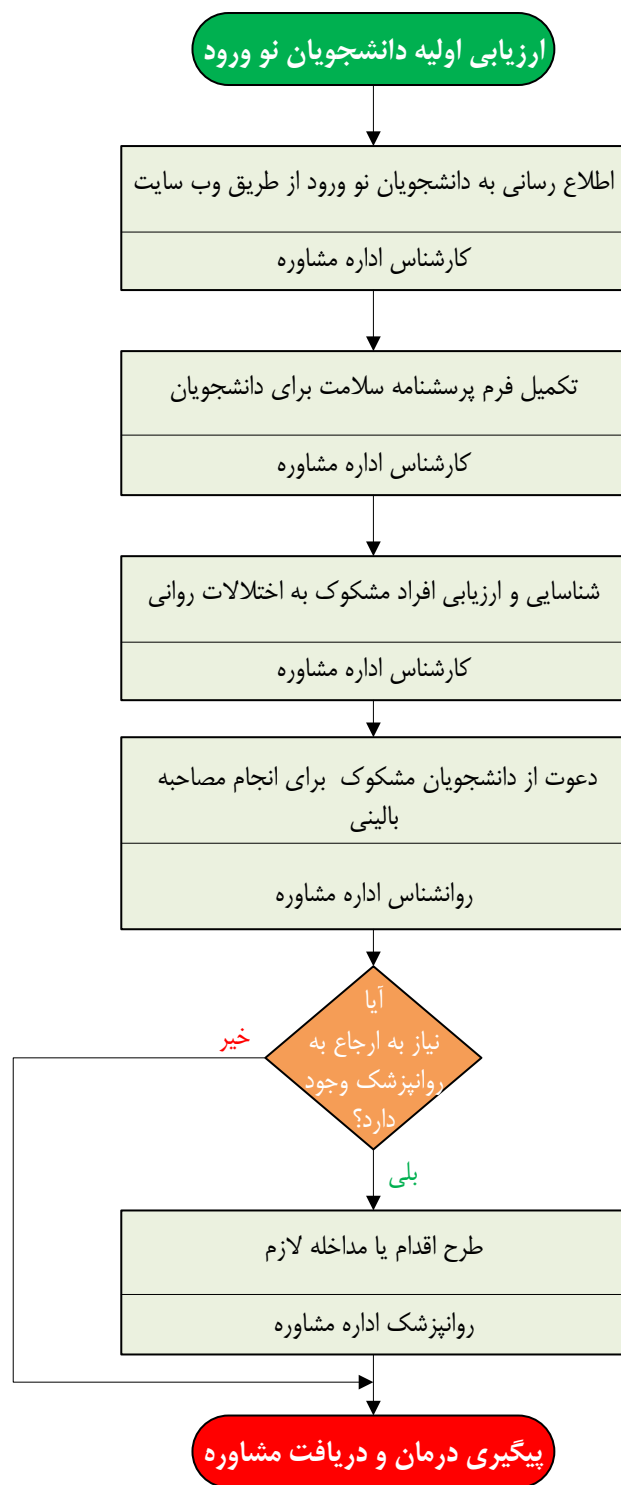 ارزیابی اولیه دانشجویان نو ورود
اطلاع رسانی به دانشجویان نو ورود از طریق وب سایت
کارشناس اداره مشاوره
تکمیل فرم پرسشنامه سلامت برای دانشجویان
کارشناس اداره مشاوره
شناسایی و ارزیابی افراد مشکوک به اختلالات روانی
کارشناس اداره مشاوره
دعوت از دانشجویان مشکوک برای انجام مصاحبه
بالینی
روانشناس اداره مشاوره
آیا
نیاز به ارجاع به
روانپزشک وجود
دارد؟
خیر
بلی
طرح اقدام یا مداخله لازم
روانپزشک اداره مشاوره
پیگیری درمان و دریافت مشاوره